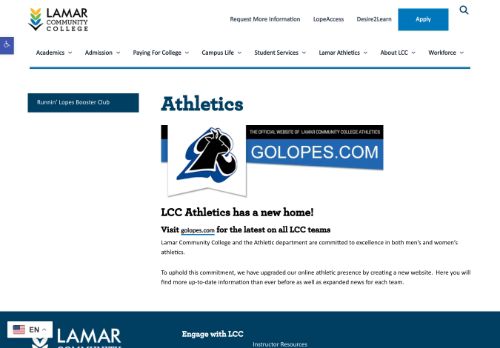 LAMAR
COMMUNITY
COLLEGE
Request More Information LopeAccess Desire2Learn Apply
Academics Admission Paying For College Campus Life Student Services Lamar Athletics About LCC Workforce
Runnin' Lopes Booster Club
Athletics
THE OFFICIAL WEBSITE OF LAMAR COMMUNITY COLLEGE ATHLETICS
GOLOPES.COM
LCC Athletics has a new home!
Visit golopes.com for the latest on all LCC teams
Lamar Community College and the Athletic department are committed to excellence in both men's and women's
athletics.
To uphold this commitment, we have upgraded our online athletic presence by creating a new website. Here you will
find more up-to-date information than ever before as well as expanded news for each team.
EN
LAMAR
COMMUNITY
Engage with LCC
Instructor Resources